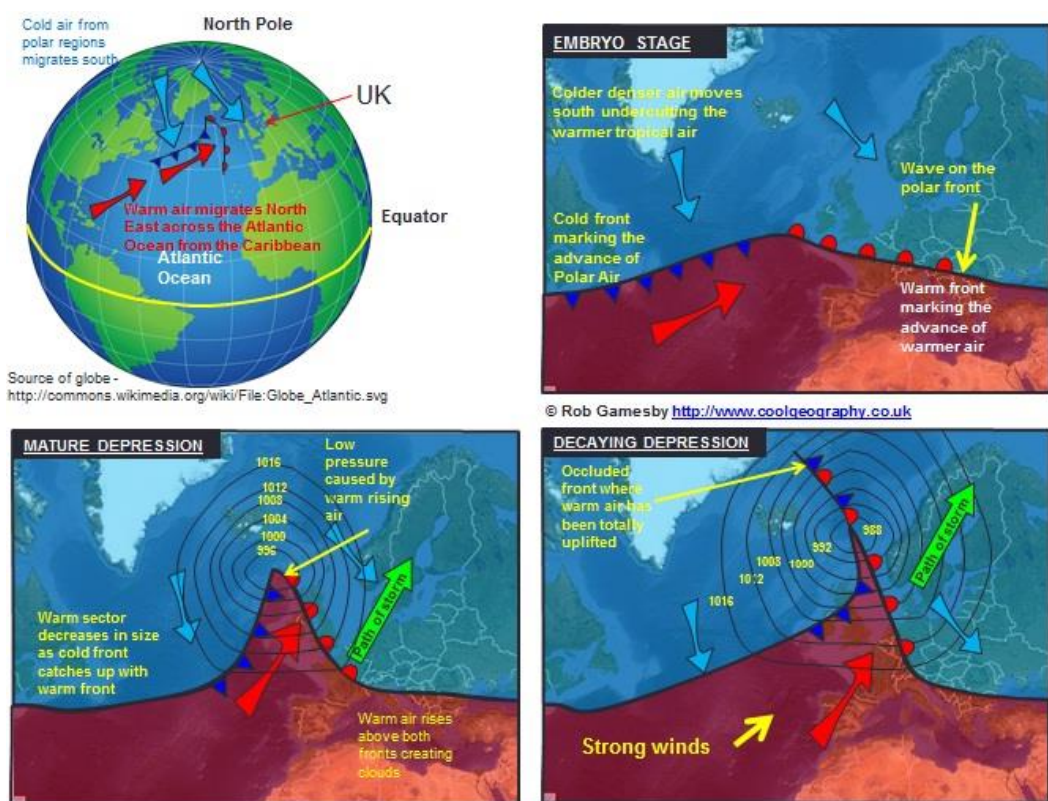 Cold air from
polar regions
migrates south
North Pole
UK
Warm air migrates North
East across the Atlantic
Ocean from the Caribbean
Equator
Atlantic
Ocean
Source of globe -
http://commons.wikimedia.org/wiki/File:Globe_Atlantic.svg
EMBRYO STAGE
Colder denser air moves
south undercutting the
warmer tropical air
Wave on the
polar front
Cold front
marking the
advance of
Polar Air
Warm front
marking the
advance of
warmer air
© Rob Gamesby http://www.coolgeography.co.uk
MATURE DEPRESSION
Low
pressure
caused by
warm rising
air
1016
1012
1008
1004
1000
996
Path of storm
Warm sector
decreases in size
as cold front
catches up with
warm front
Warm air rises
above both
fronts creating
clouds
DECAYING DEPRESSION
Occluded
front where
warm air has
been totally
uplifted
988
992
1000
1008
1012
1016
Path of storm
Strong winds